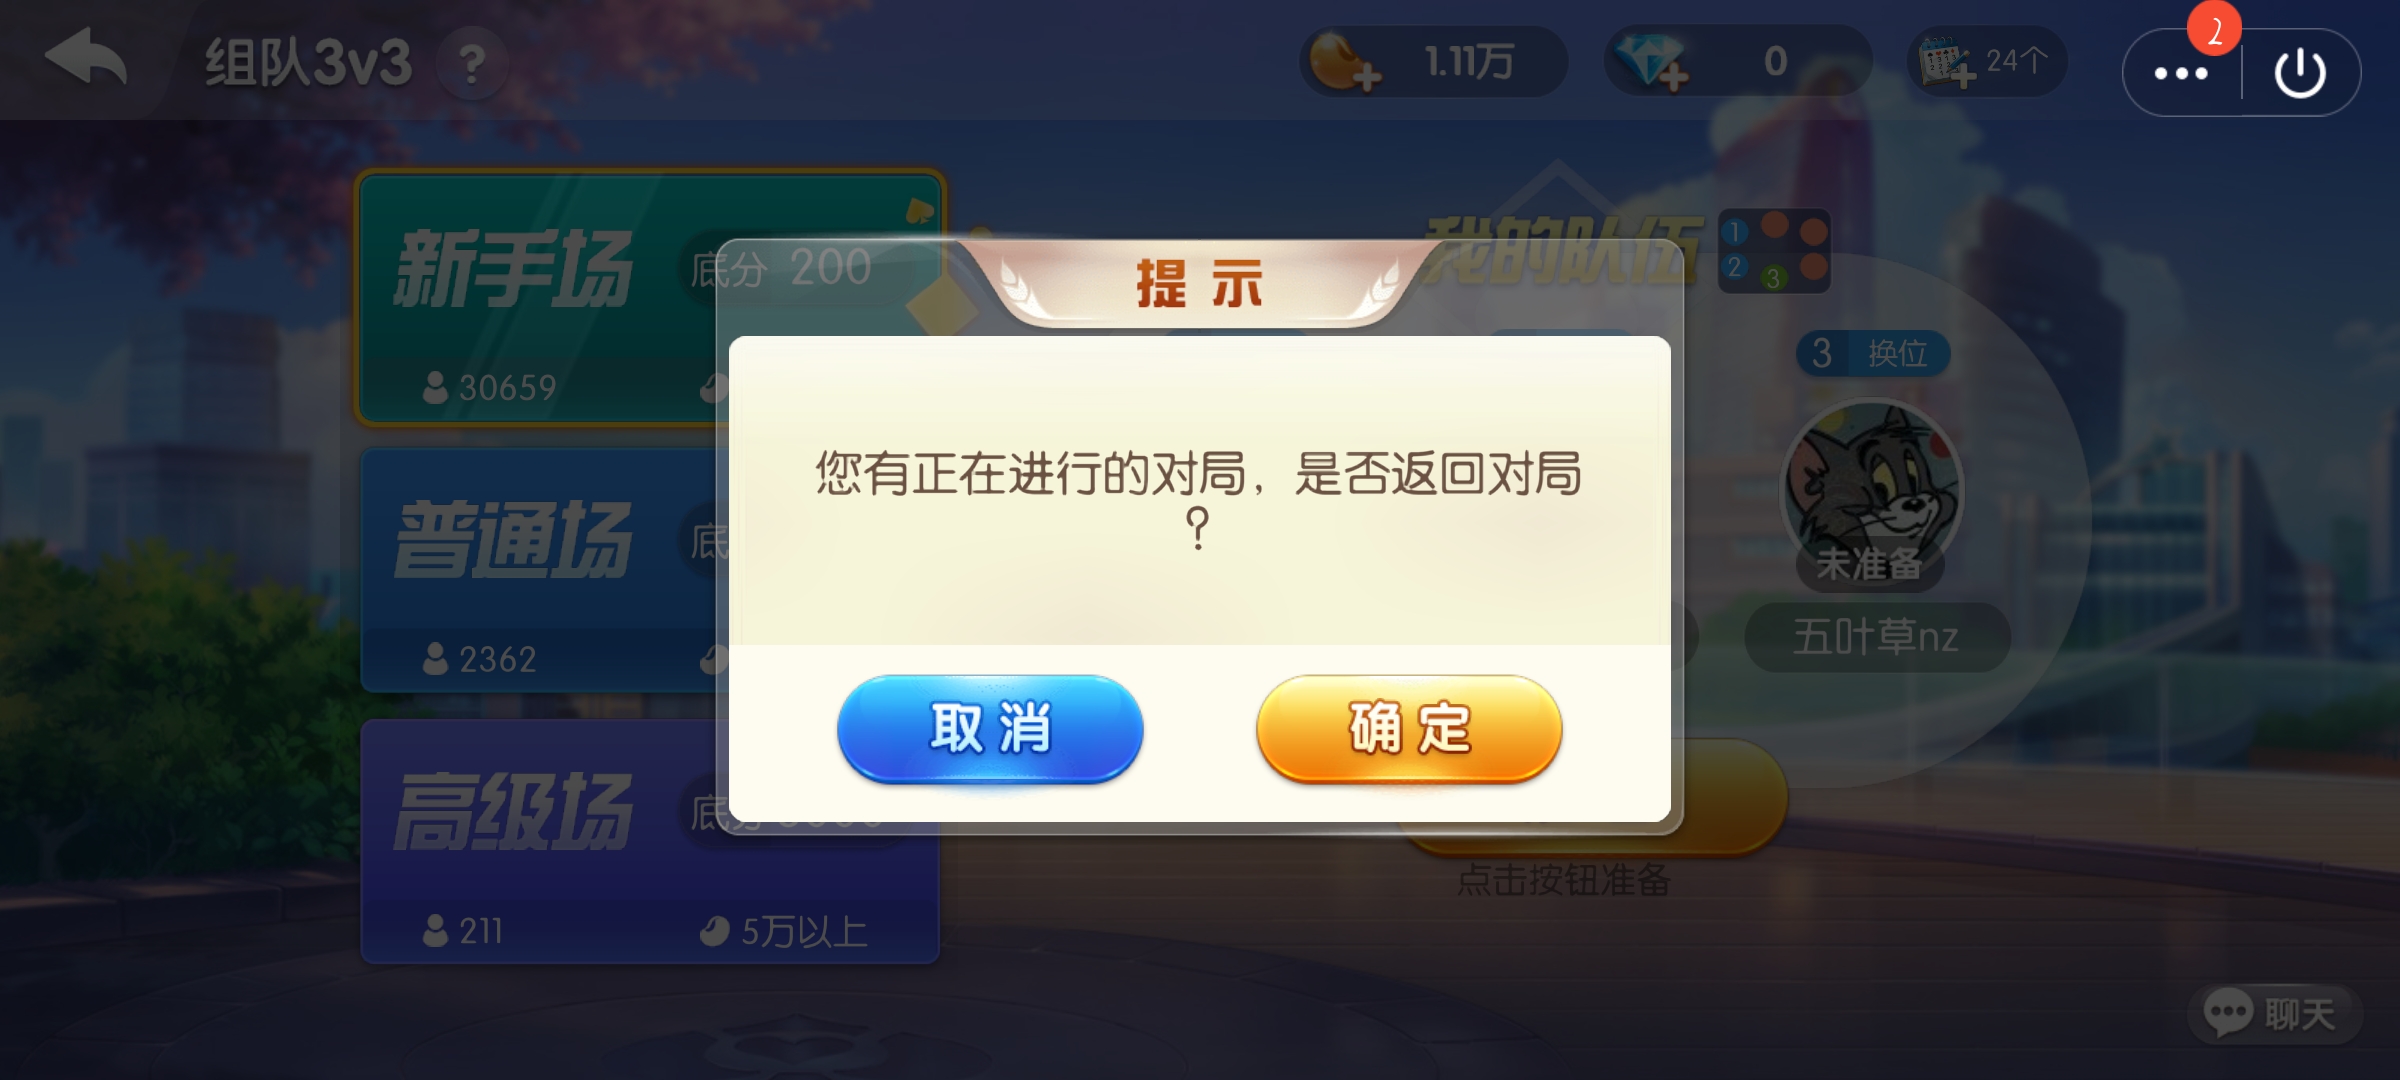 组队3v3
?
1.11万
0
24个
2
新手场
底分 200
30659
普通场
底
2362
高级场
211
5万以上
我的队伍
1
2
3
3 换位
未准备
五叶草nz
提示
您有正在进行的对局，是否返回对局
？
取消
确定
点击按钮准备
聊天